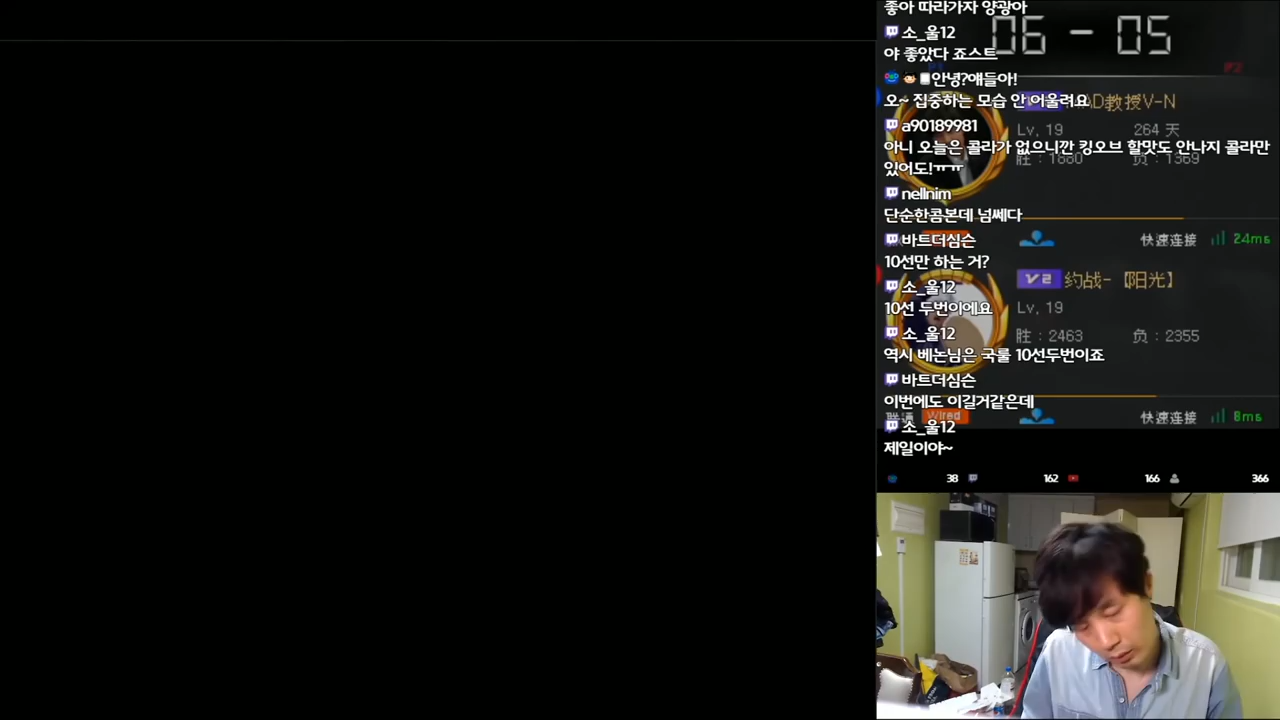 좋아 따라가자 양광아
06-05
소_울12
야 좋았다 죠스트
P2
안녕?얘들아!
오~ 집중하는 모습 안 어울려요
AD教授V-N
a90189981
Lv. 19
264 天
아니 오늘은 콜라가 없으니깐 킹오브 할맛도 안나지 콜라만
있어도!ㅠㅠ
胜: 1880
负: 1369
nellnim
단순한콤본데 넘쎄다
바트더심슨
快速连接
24ms
10선만 하는 거?
V2
约战-【阳光】
소_울12
Lv. 19
10선 두번이에요
소_울12
胜: 2463
负: 2355
역시 베논님은 국룰 10선두번이죠
바트더심슨
이번에도 이길거같은데
Wired
快速连接
8ms
소_울12
제일이야~
38
162
166
366